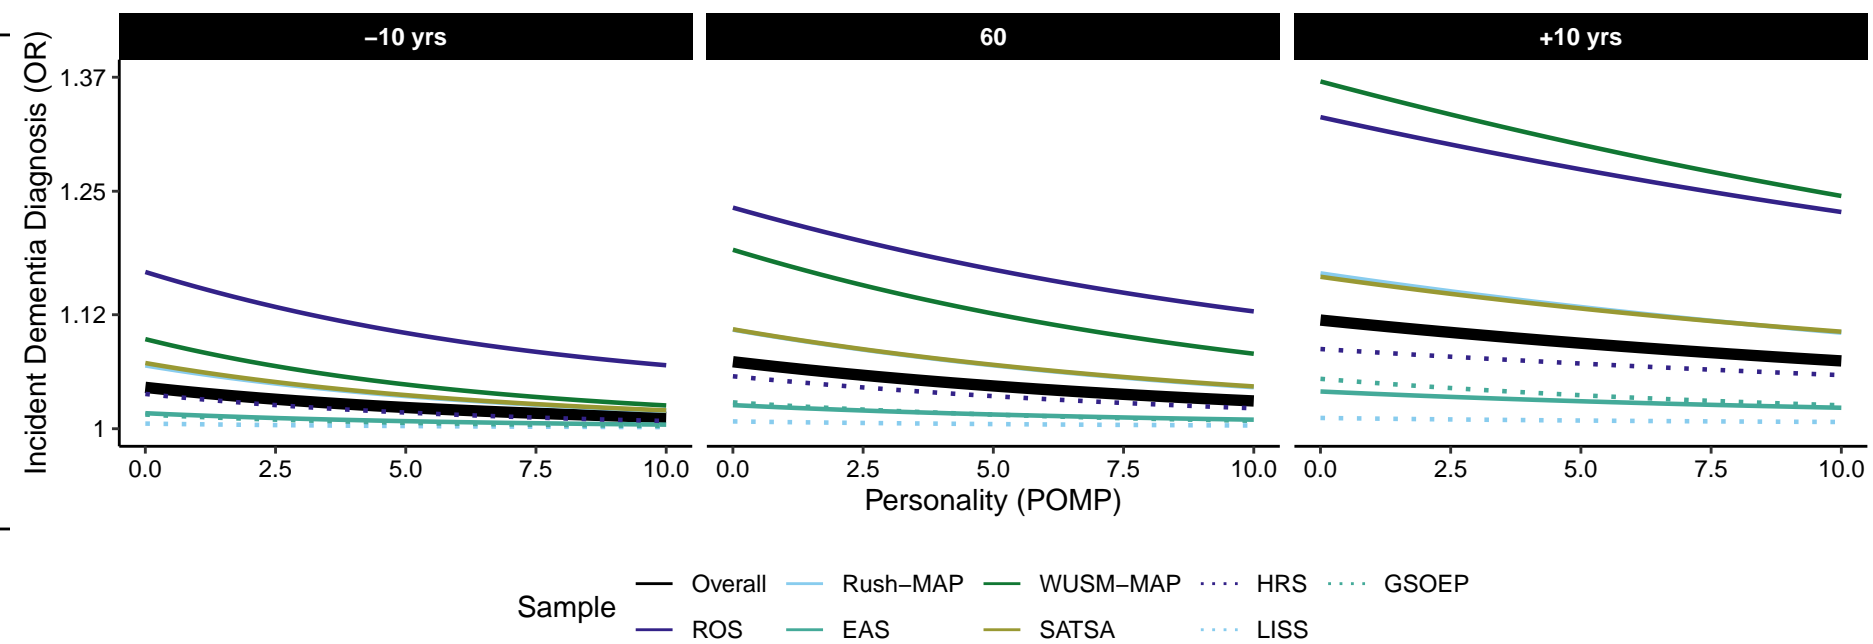 −10 yrs
60
+10 yrs
Incident Dementia Diagnosis (OR)
1.37
1.25
1.12
1
0.0 2.5 5.0 7.5 10.0
0.0 2.5 5.0 7.5 10.0
0.0 2.5 5.0 7.5 10.0
Personality (POMP)
Sample
Overall Rush−MAP WUSM−MAP HRS GSOEP
ROS EAS SATSA LISS